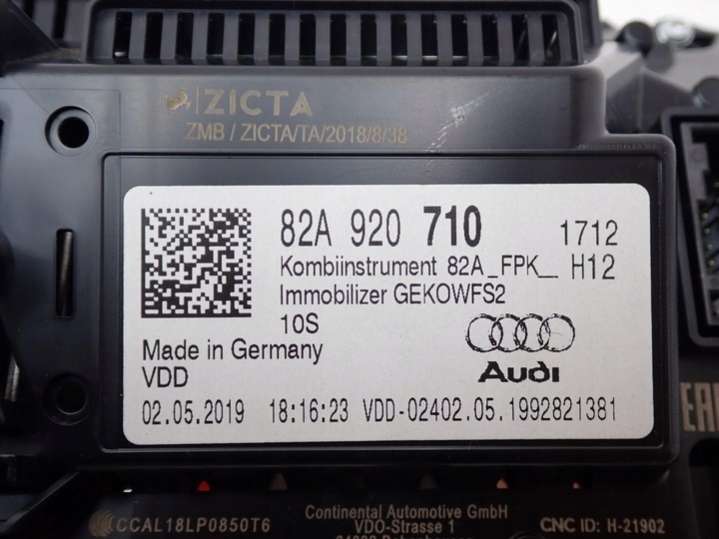 ZICTA
ZMB / ZICTA/TA/2018/8/38
82A 920 710 1712
Kombiinstrument 82A_FPK_ H12
Immobilizer GEKOWFS2
10S
Made in Germany
VDD
Audi
02.05.2019 18:16:23 VDD-02402.05.1992821381
CCAL18LP0850T6
Continental Automotive GmbH
VDO-Strasse 1
CNC ID: H-21902
EAC